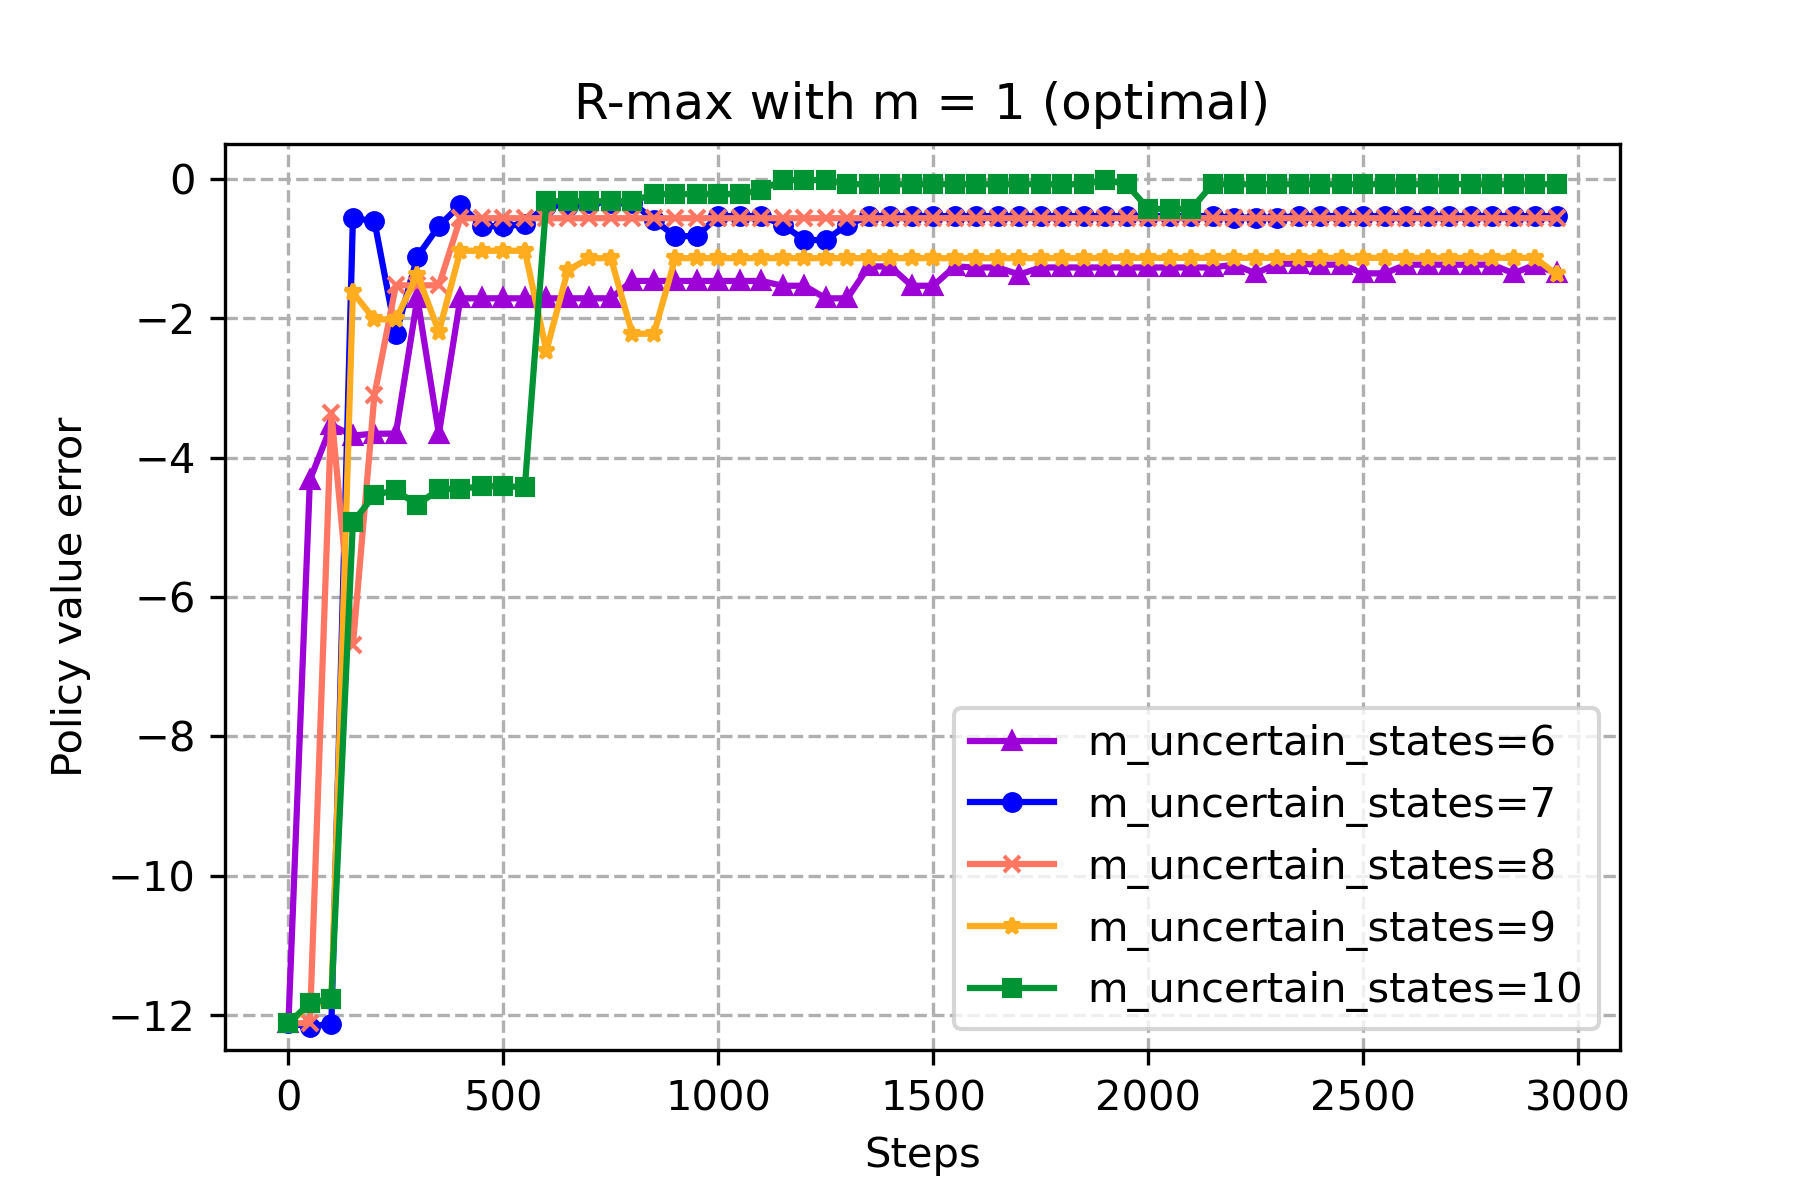 R-max with m = 1 (optimal)
0
−2
−4
−6
−8
−10
−12
Policy value error
m_uncertain_states=6
m_uncertain_states=7
m_uncertain_states=8
m_uncertain_states=9
m_uncertain_states=10
0 500 1000 1500 2000 2500 3000
Steps